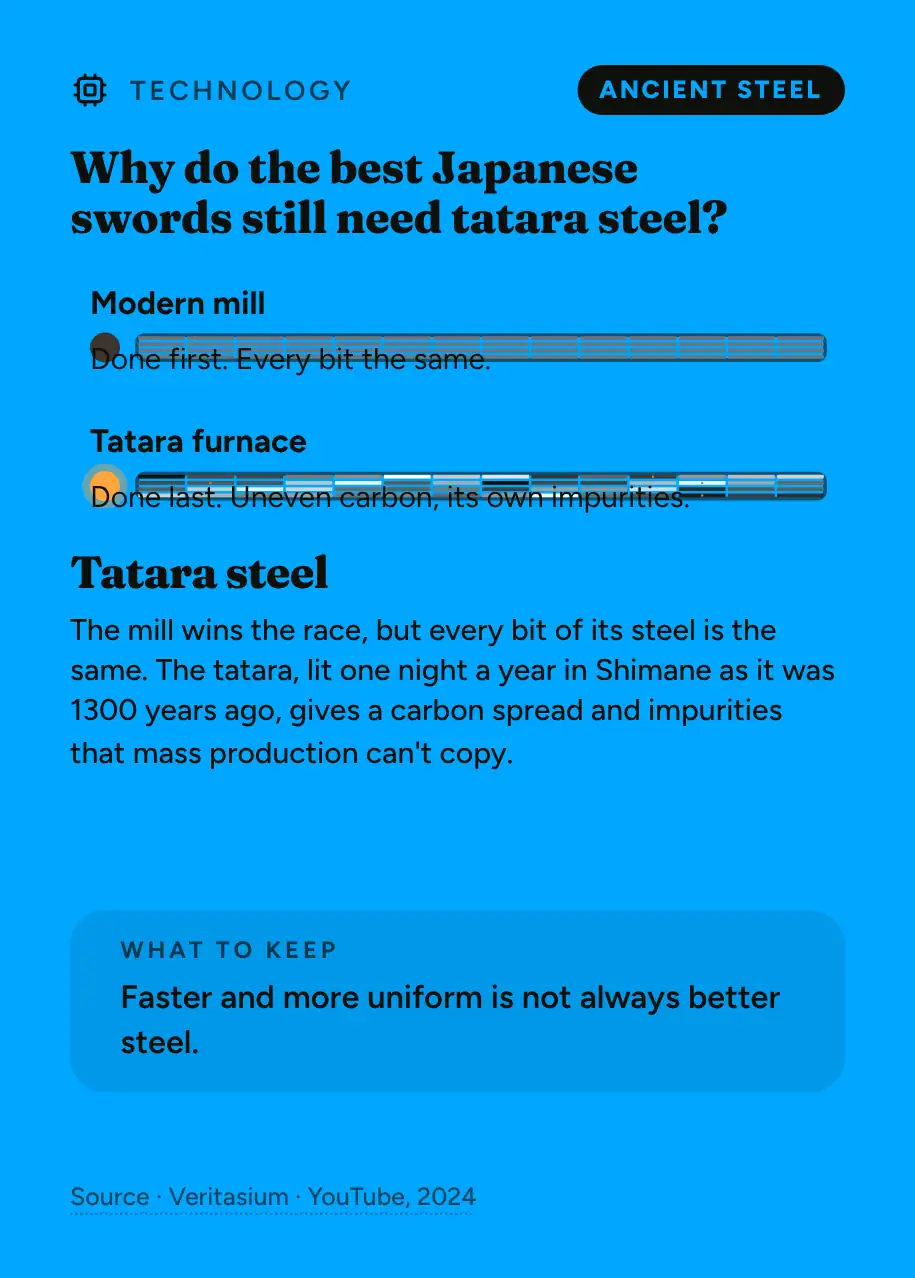 TECHNOLOGY
ANCIENT STEEL
Why do the best Japanese
swords still need tatara steel?
Modern mill
Done first. Every bit the same.
Tatara furnace
Done last. Uneven carbon, its own impurities.
Tatara steel
The mill wins the race, but every bit of its steel is the
same. The tatara, lit one night a year in Shimane as it was
1300 years ago, gives a carbon spread and impurities
that mass production can't copy.
WHAT TO KEEP
Faster and more uniform is not always better
steel.
Source · Veritasium · YouTube, 2024